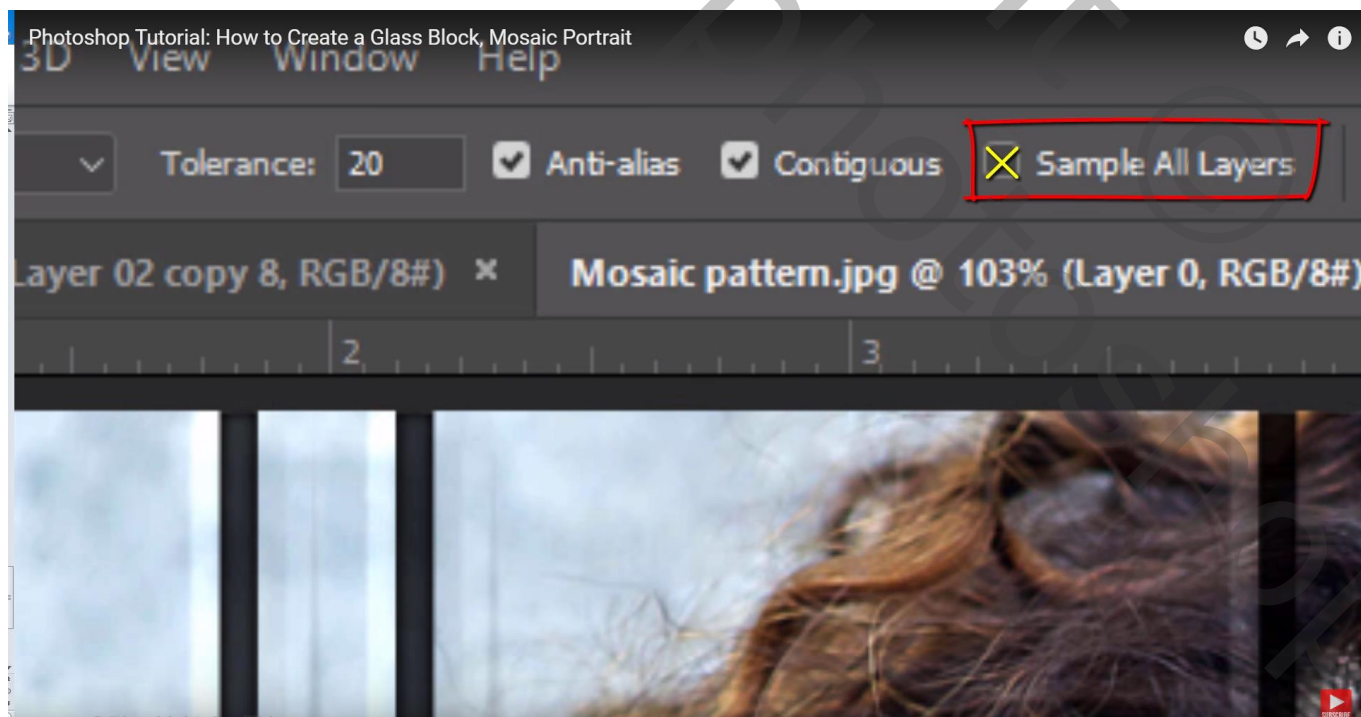 Photoshop Tutorial: How to Create a Glass Block, Mosaic Portrait
3D View Window Help
Tolerance: 20 Anti-alias Contiguous Sample All Layers
Layer 02 copy 8, RGB/8#) × Mosaic pattern.jpg @ 103% (Layer 0, RGB/8#)
2 3
SUBSCRIBE